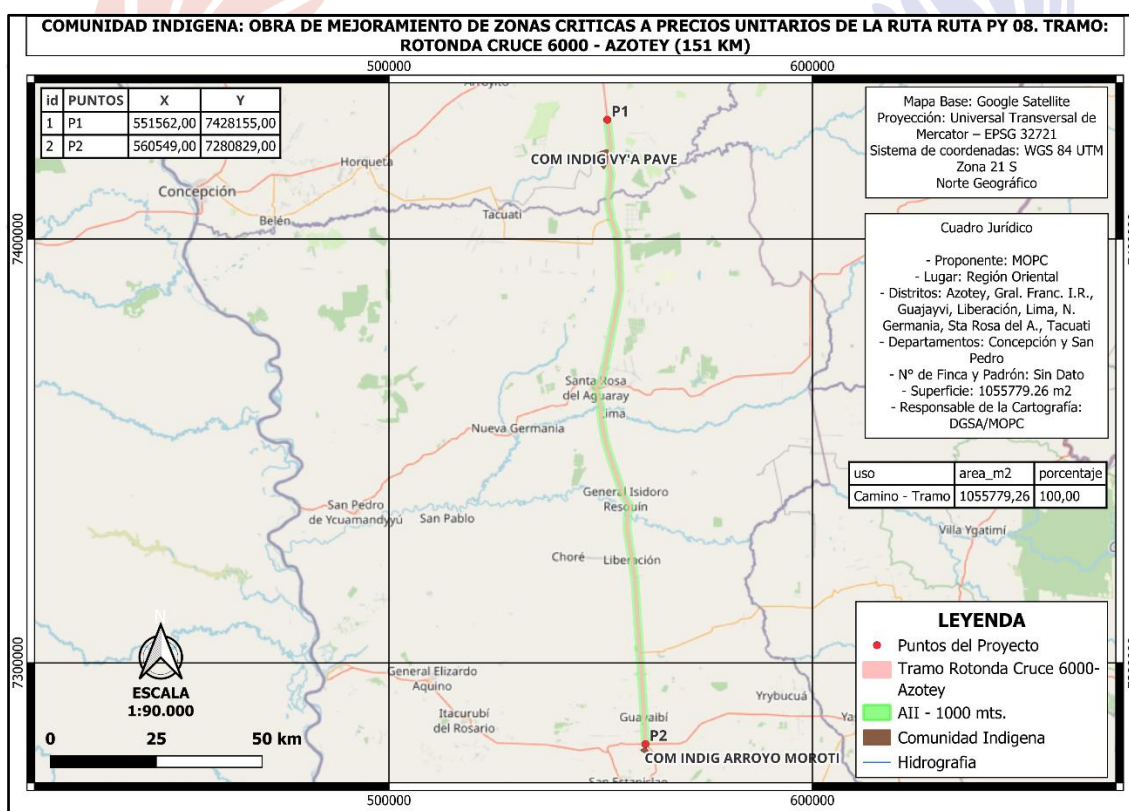 COMUNIDAD INDIGENA: OBRA DE MEJORAMIENTO DE ZONAS CRITICAS A PRECIOS UNITARIOS DE LA RUTA RUTA PY 08. TRAMO:
ROTONDA CRUCE 6000 - AZOTEY (151 KM)
500000
600000
id PUNTOS X Y
1 P1 551562,00 7428155,00
2 P2 560549,00 7280829,00
P1
COM INDIG VY'A PAVE
Horqueta
Concepción
Belén
Tacuati
7400000
Mapa Base: Google Satellite
Proyección: Universal Transversal de
Mercator – EPSG 32721
Sistema de coordenadas: WGS 84 UTM
Zona 21 S
Norte Geográfico
Cuadro Jurídico
- Proponente: MOPC
- Lugar: Región Oriental
- Distritos: Azotey, Gral. Franc. I.R.,
Guajayvi, Liberación, Lima, N.
Germania, Sta Rosa del A., Tacuati
- Departamentos: Concepción y San
Pedro
- Nº de Finca y Padrón: Sin Dato
- Superficie: 1055779.26 m2
- Responsable de la Cartografía:
DGSA/MOPC
Santa Rosa
del Aguaray
Lima
Nueva Germania
uso area_m2 porcentaje
Camino - Tramo 1055779,26 100,00
General Isidoro
Resquín
San Pedro
de Ycuamandyyú
San Pablo
Villa Ygatimí
Choré
Liberación
7300000
N
ESCALA
1:90.000
0 25 50 km
General Elizardo
Aquino
Itacurubí
del Rosario
Guayaibí
P2
COM INDIG ARROYO MOROTI
San Estanislao
Yrybucuá
LEYENDA
Puntos del Proyecto
Tramo Rotonda Cruce 6000-
Azotey
AII - 1000 mts.
Comunidad Indigena
Hidrografia
500000
600000